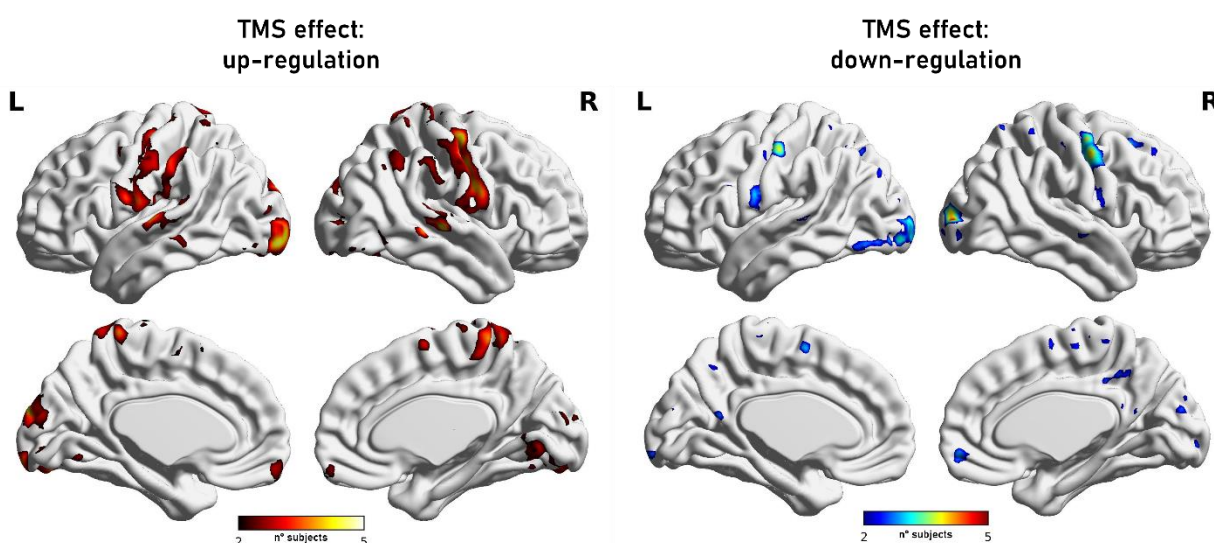 TMS effect:
up-regulation
TMS effect:
down-regulation
L
R
L
R
2
n° subjects
5
2
n° subjects
5